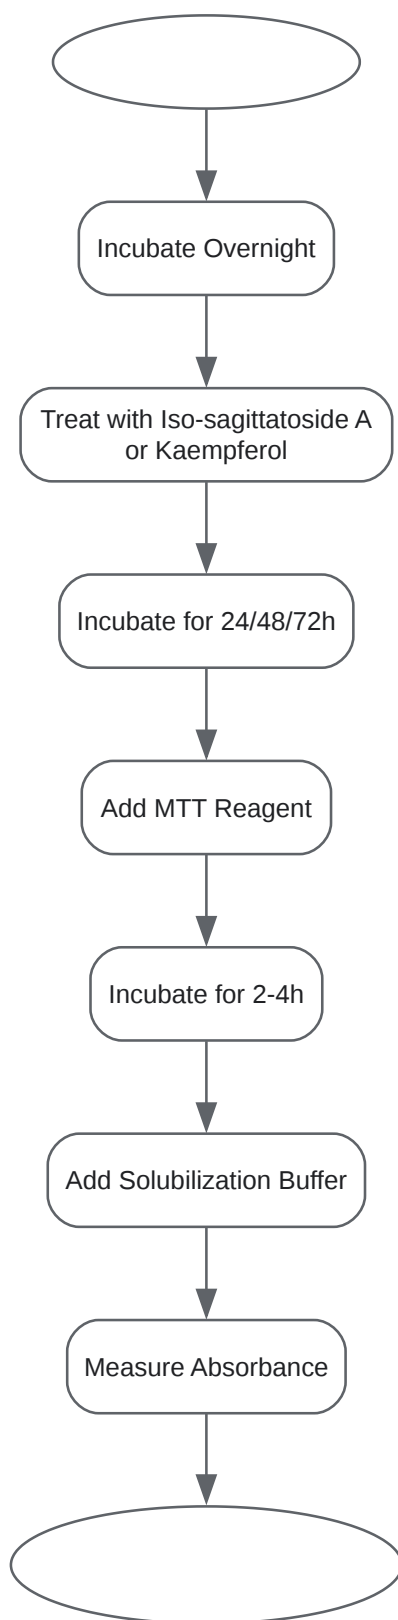 Incubate Overnight
Treat with Iso-sagittatoside A
or Kaempferol
Incubate for 24/48/72h
Add MTT Reagent
Incubate for 2-4h
Add Solubilization Buffer
Measure Absorbance